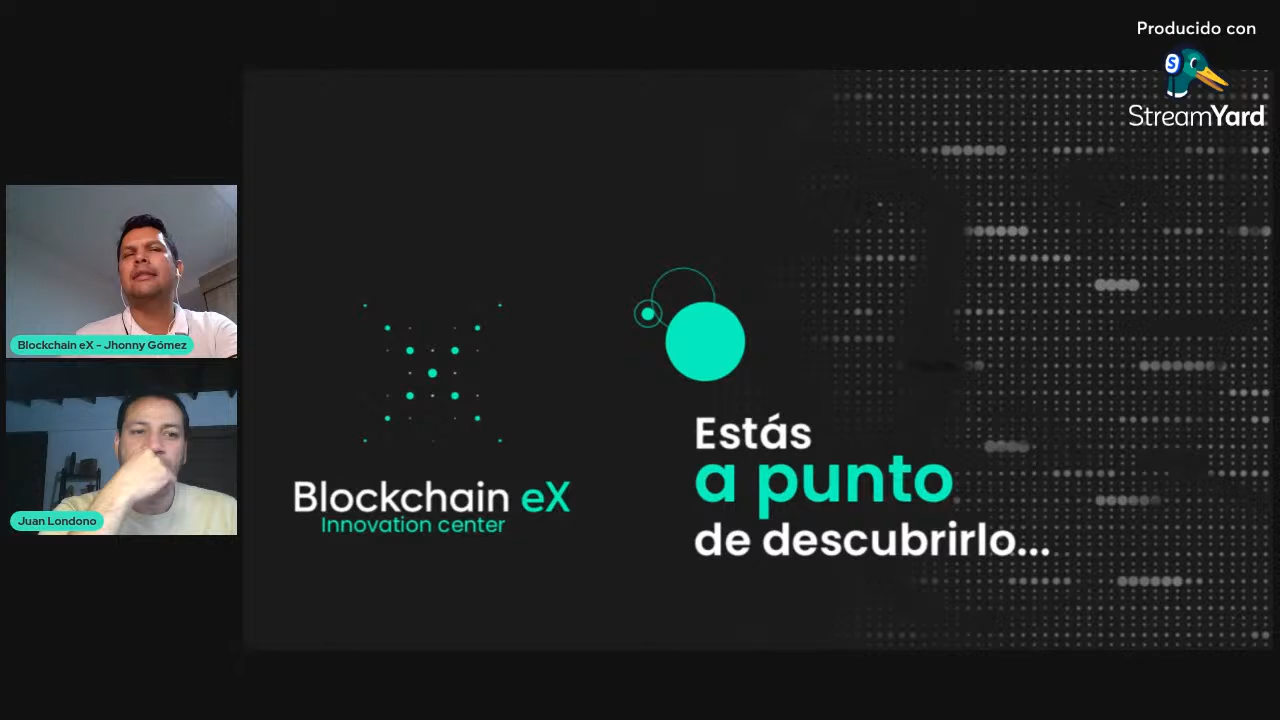 Producido con
StreamYard
Blockchain eX - Jhonny Gómez
Juan Londono
Blockchain eX
Innovation center
Estás
a punto
de descubrirlo...